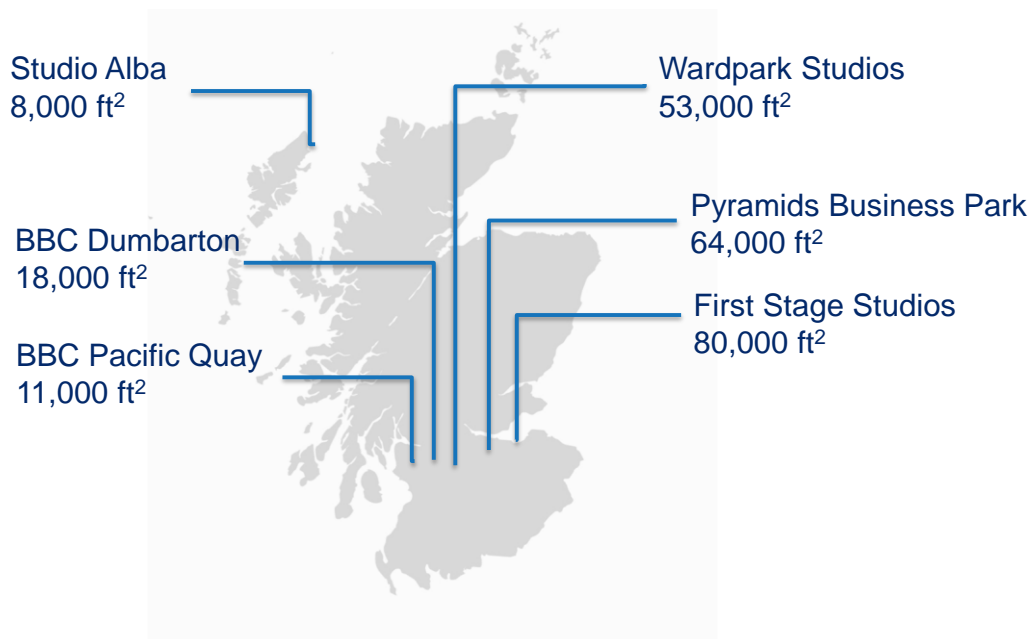 Studio Alba
8,000 ft²
BBC Dumbarton
18,000 ft²
BBC Pacific Quay
11,000 ft²
Wardpark Studios
53,000 ft²
Pyramids Business Park
64,000 ft²
First Stage Studios
80,000 ft²